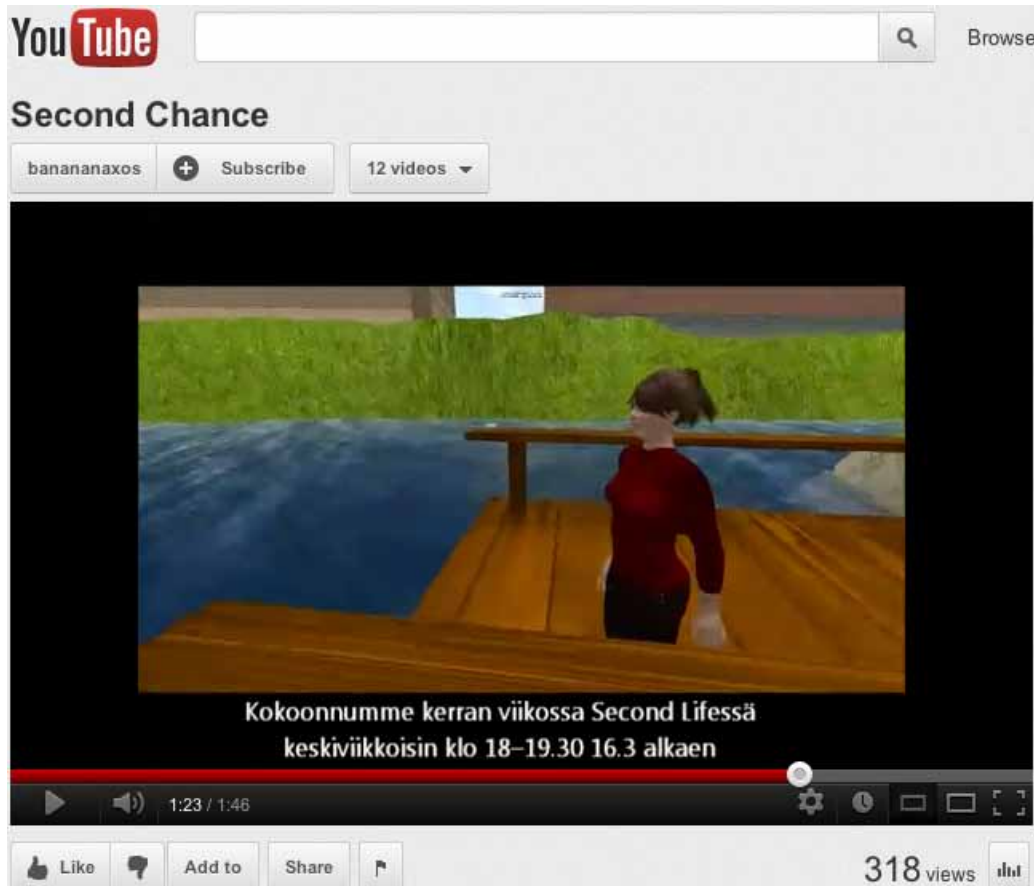 YouTube
Browse
Second Chance
banananaxos Subscribe 12 videos
Kokoonnumme kerran viikossa Second Lifessä
keskiviikkoisin klo 18–19.30 16.3 alkaen
1:23 / 1:46
Like Add to Share 318 views